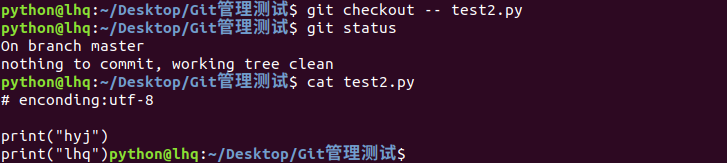 python@lhq:~/Desktop/Git管理测试$ git checkout -- test2.py
python@lhq:~/Desktop/Git管理测试$ git status
On branch master
nothing to commit, working tree clean
python@lhq:~/Desktop/Git管理测试$ cat test2.py
# enconding:utf-8
print("hyj")
print("lhq")python@lhq:~/Desktop/Git管理测试$